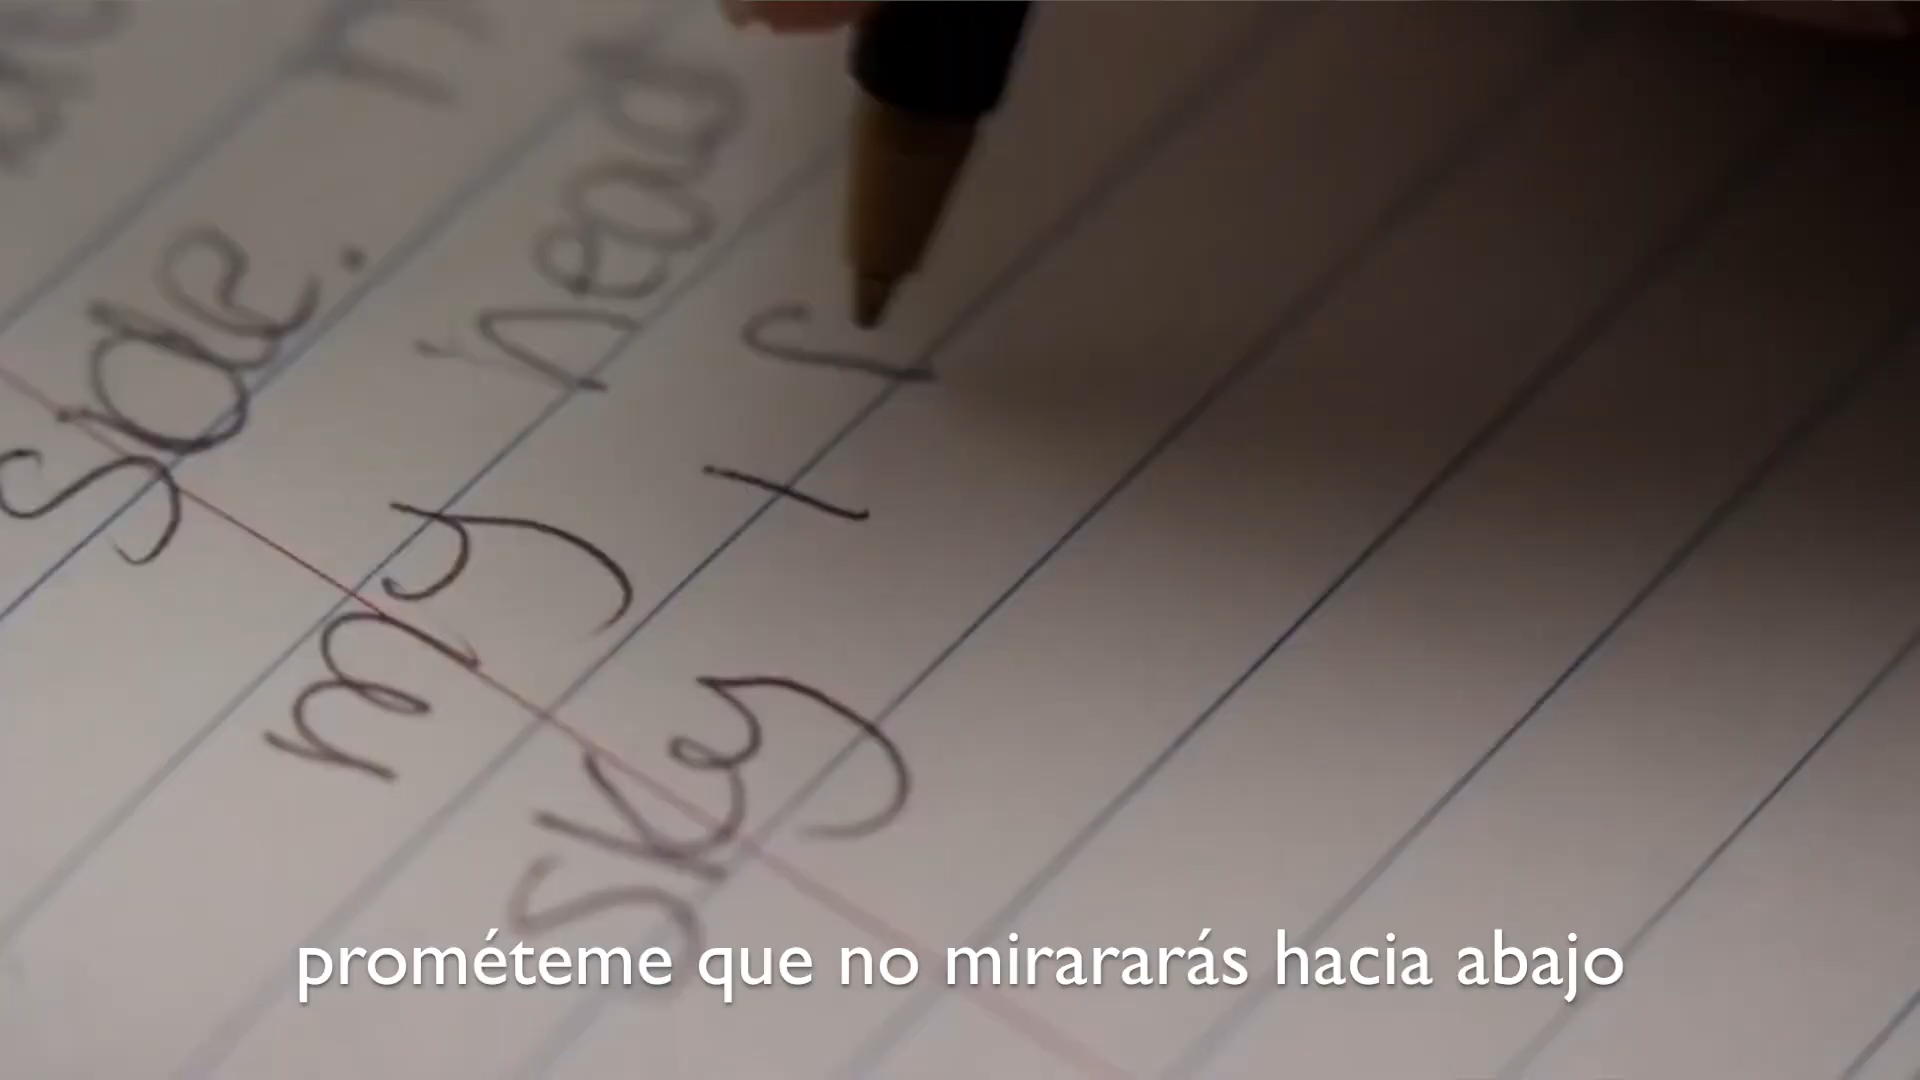 side.
my head
sky I f
prométeme que no mirararás hacia abajo